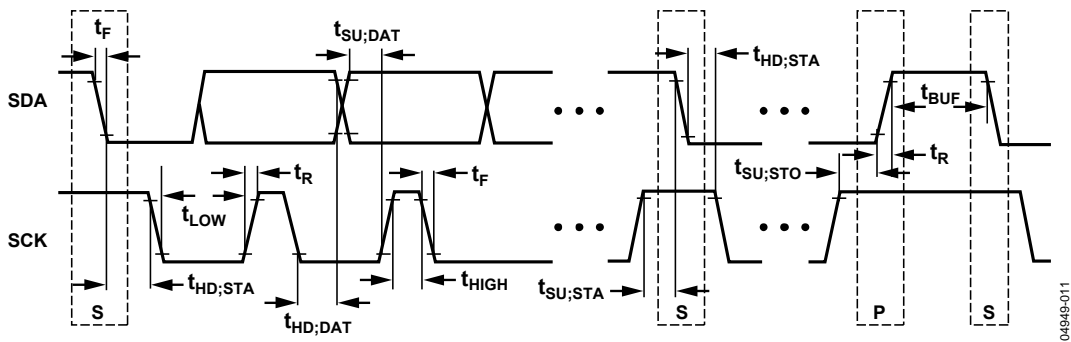 tF
tSU;DAT
tHD;STA
SDA
tBUF
tR
tF
tSU;STO
tR
tLOW
SCK
tHD;STA
tHIGH
tSU;STA
tHD;DAT
S
S
P
S
04949-011